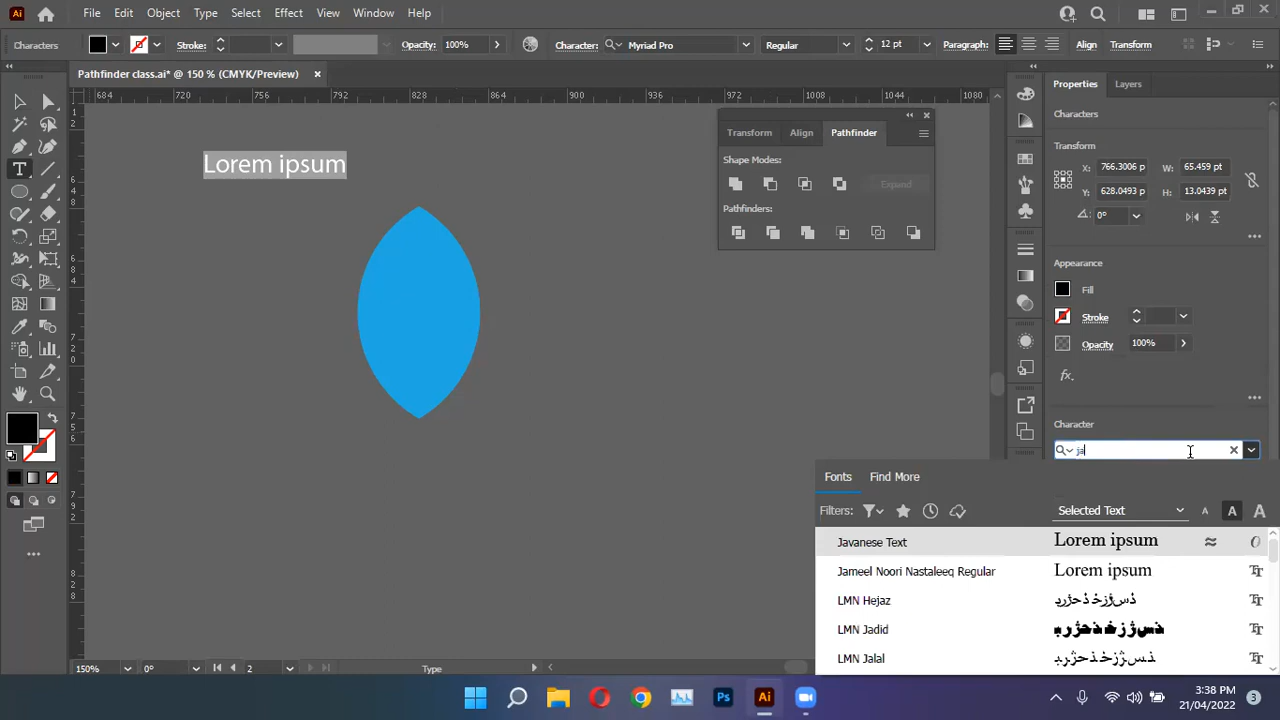 Ai File Edit Object Type Select Effect View Window Help
Characters Stroke: Opacity: 100% Character: Myriad Pro Regular 12 pt Paragraph: Align Transform
Pathfinder class.ai* @ 150 % (CMYK/Preview) ×
684 720 756 792 828 864 900 936 972 1008 1044 1080
Lorem ipsum
Transform Align Pathfinder
Shape Modes:
Expand
Pathfinders:
Properties Layers
Characters
Transform
X: 766.3006 p W: 65.459 pt
Y: 628.0493 p H: 13.0439 pt
0°
Appearance
Fill
Stroke
Opacity 100%
fx.
Character
ja
Fonts Find More
Filters: Selected Text A A A
Javanese Text Lorem ipsum
Jameel Noori Nastaleeq Regular Lorem ipsum
LMN Hejaz
LMN Jadid
LMN Jalal
150% 0° 2 Type
Ps Ai
3:38 PM
21/04/2022
3